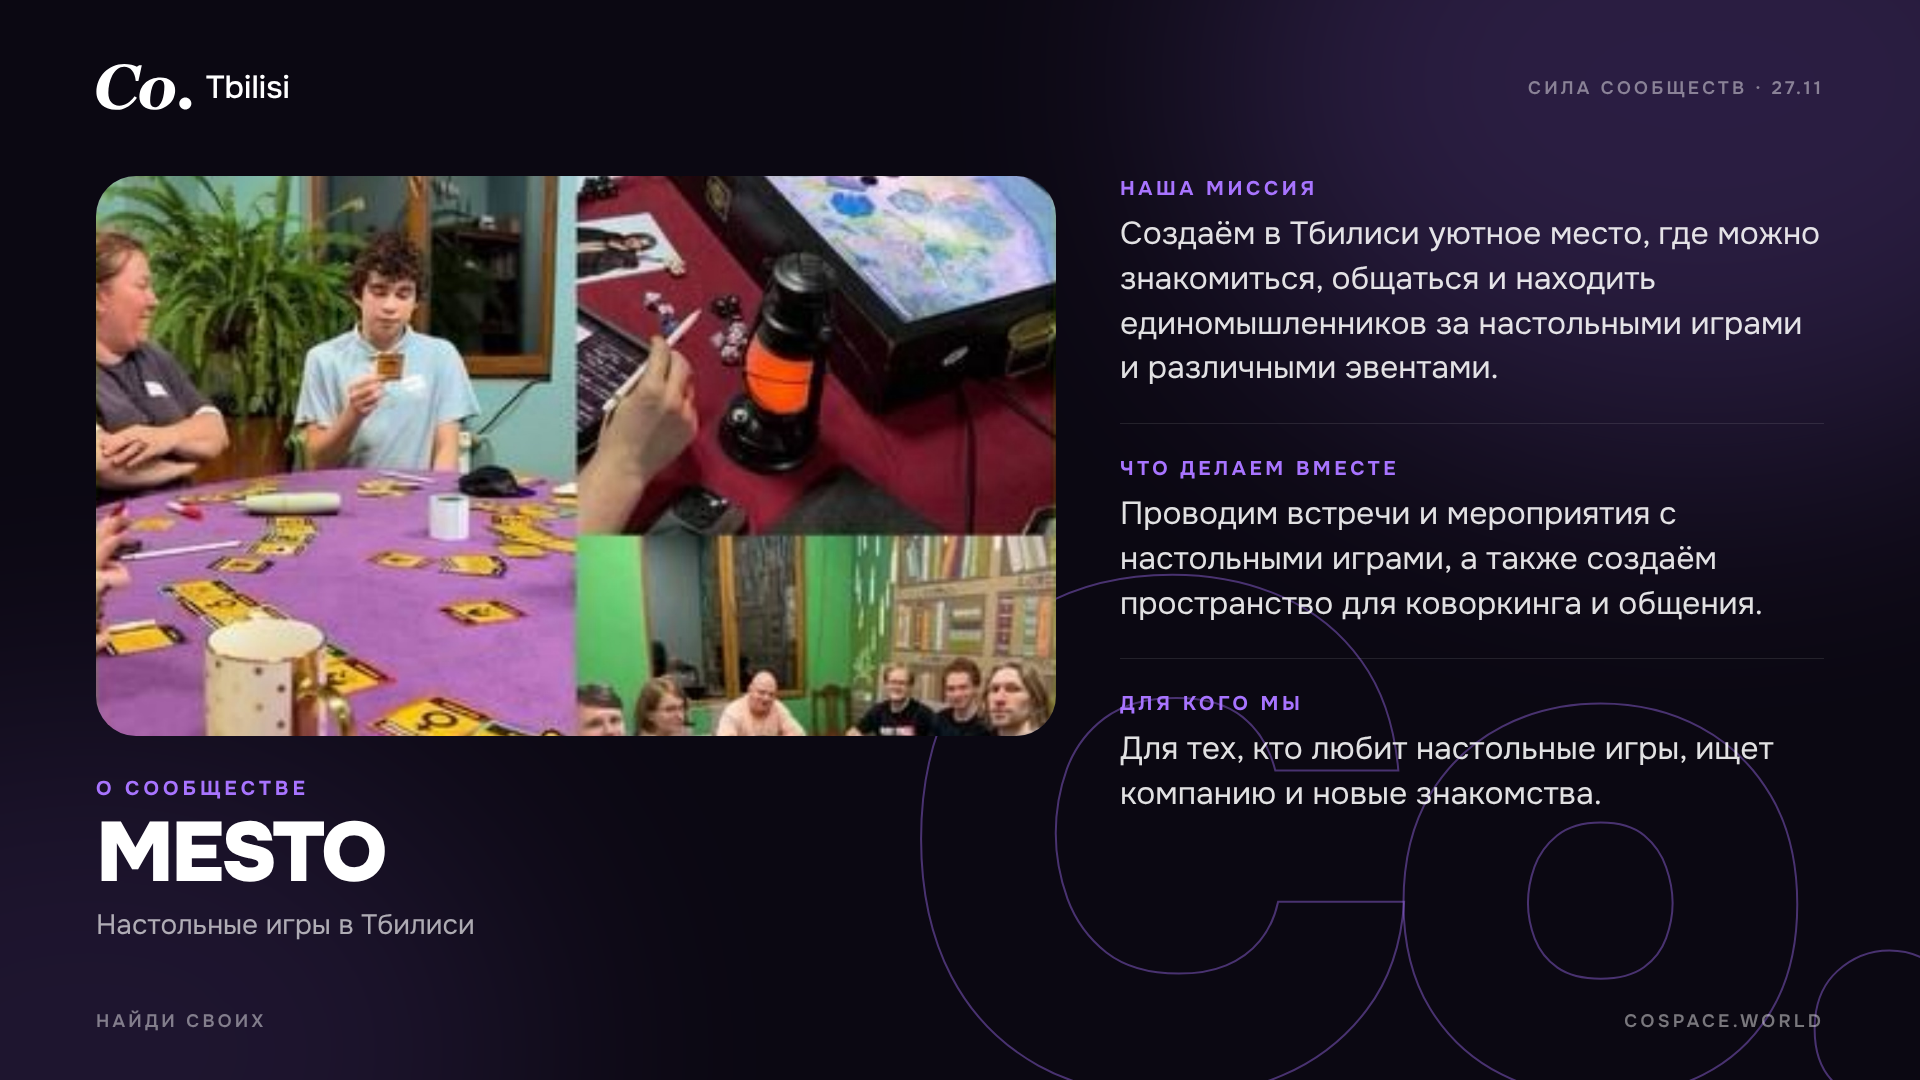 Co. Tbilisi
СИЛА СООБЩЕСТВ · 27.11
НАША МИССИЯ
Создаём в Тбилиси уютное место, где можно
знакомиться, общаться и находить
единомышленников за настольными играми
и различными эвентами.
ЧТО ДЕЛАЕМ ВМЕСТЕ
Проводим встречи и мероприятия с
настольными играми, а также создаём
пространство для коворкинга и общения.
ДЛЯ КОГО МЫ
Для тех, кто любит настольные игры, ищет
компанию и новые знакомства.
О СООБЩЕСТВЕ
MESTO
Настольные игры в Тбилиси
Co.
НАЙДИ СВОИХ
COSPACE.WORLD